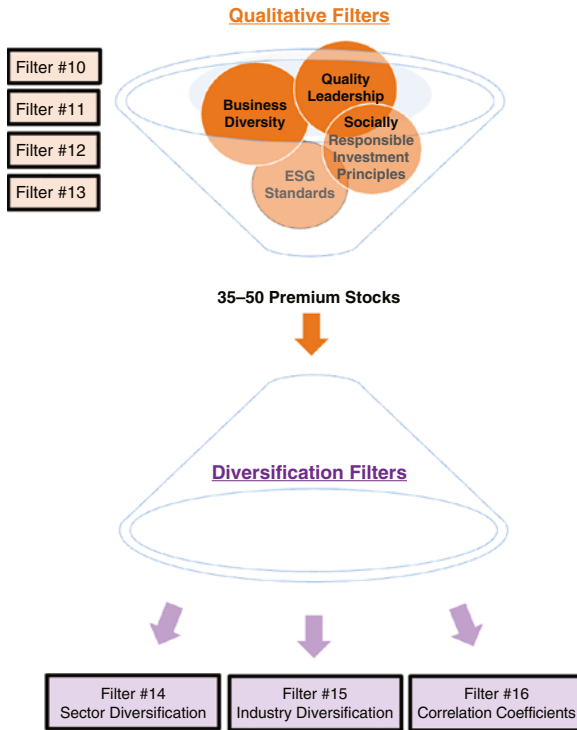 Qualitative Filters
Filter #10
Filter #11
Filter #12
Filter #13
Quality
Leadership
Business
Diversity
Socially
Responsible
Investment
Principles
ESG
Standards
35–50 Premium Stocks
Diversification Filters
Filter #14
Sector Diversification
Filter #15
Industry Diversification
Filter #16
Correlation Coefficients